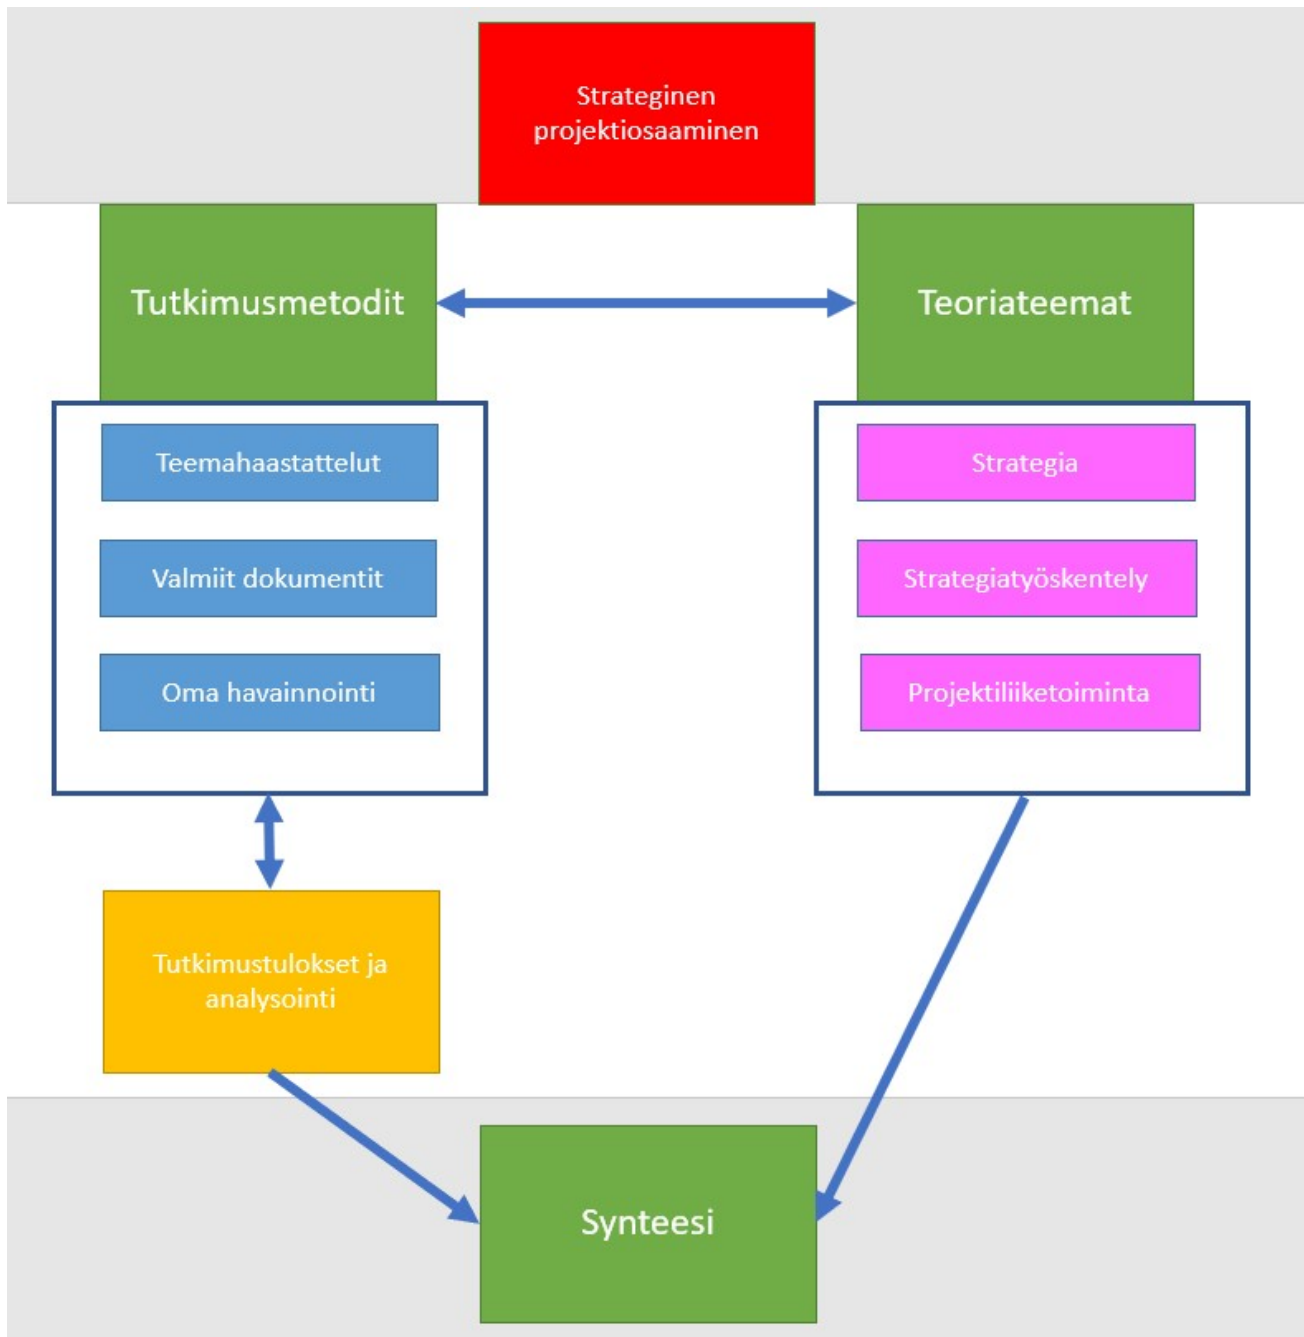 Strateginen
projektiosaaminen
Tutkimusmetodit
Teoriateemat
Teemahaastattelut
Valmiit dokumentit
Oma havainnointi
Strategia
Strategiatyöskentely
Projektiliiketoiminta
Tutkimustulokset ja
analysointi
Synteesi